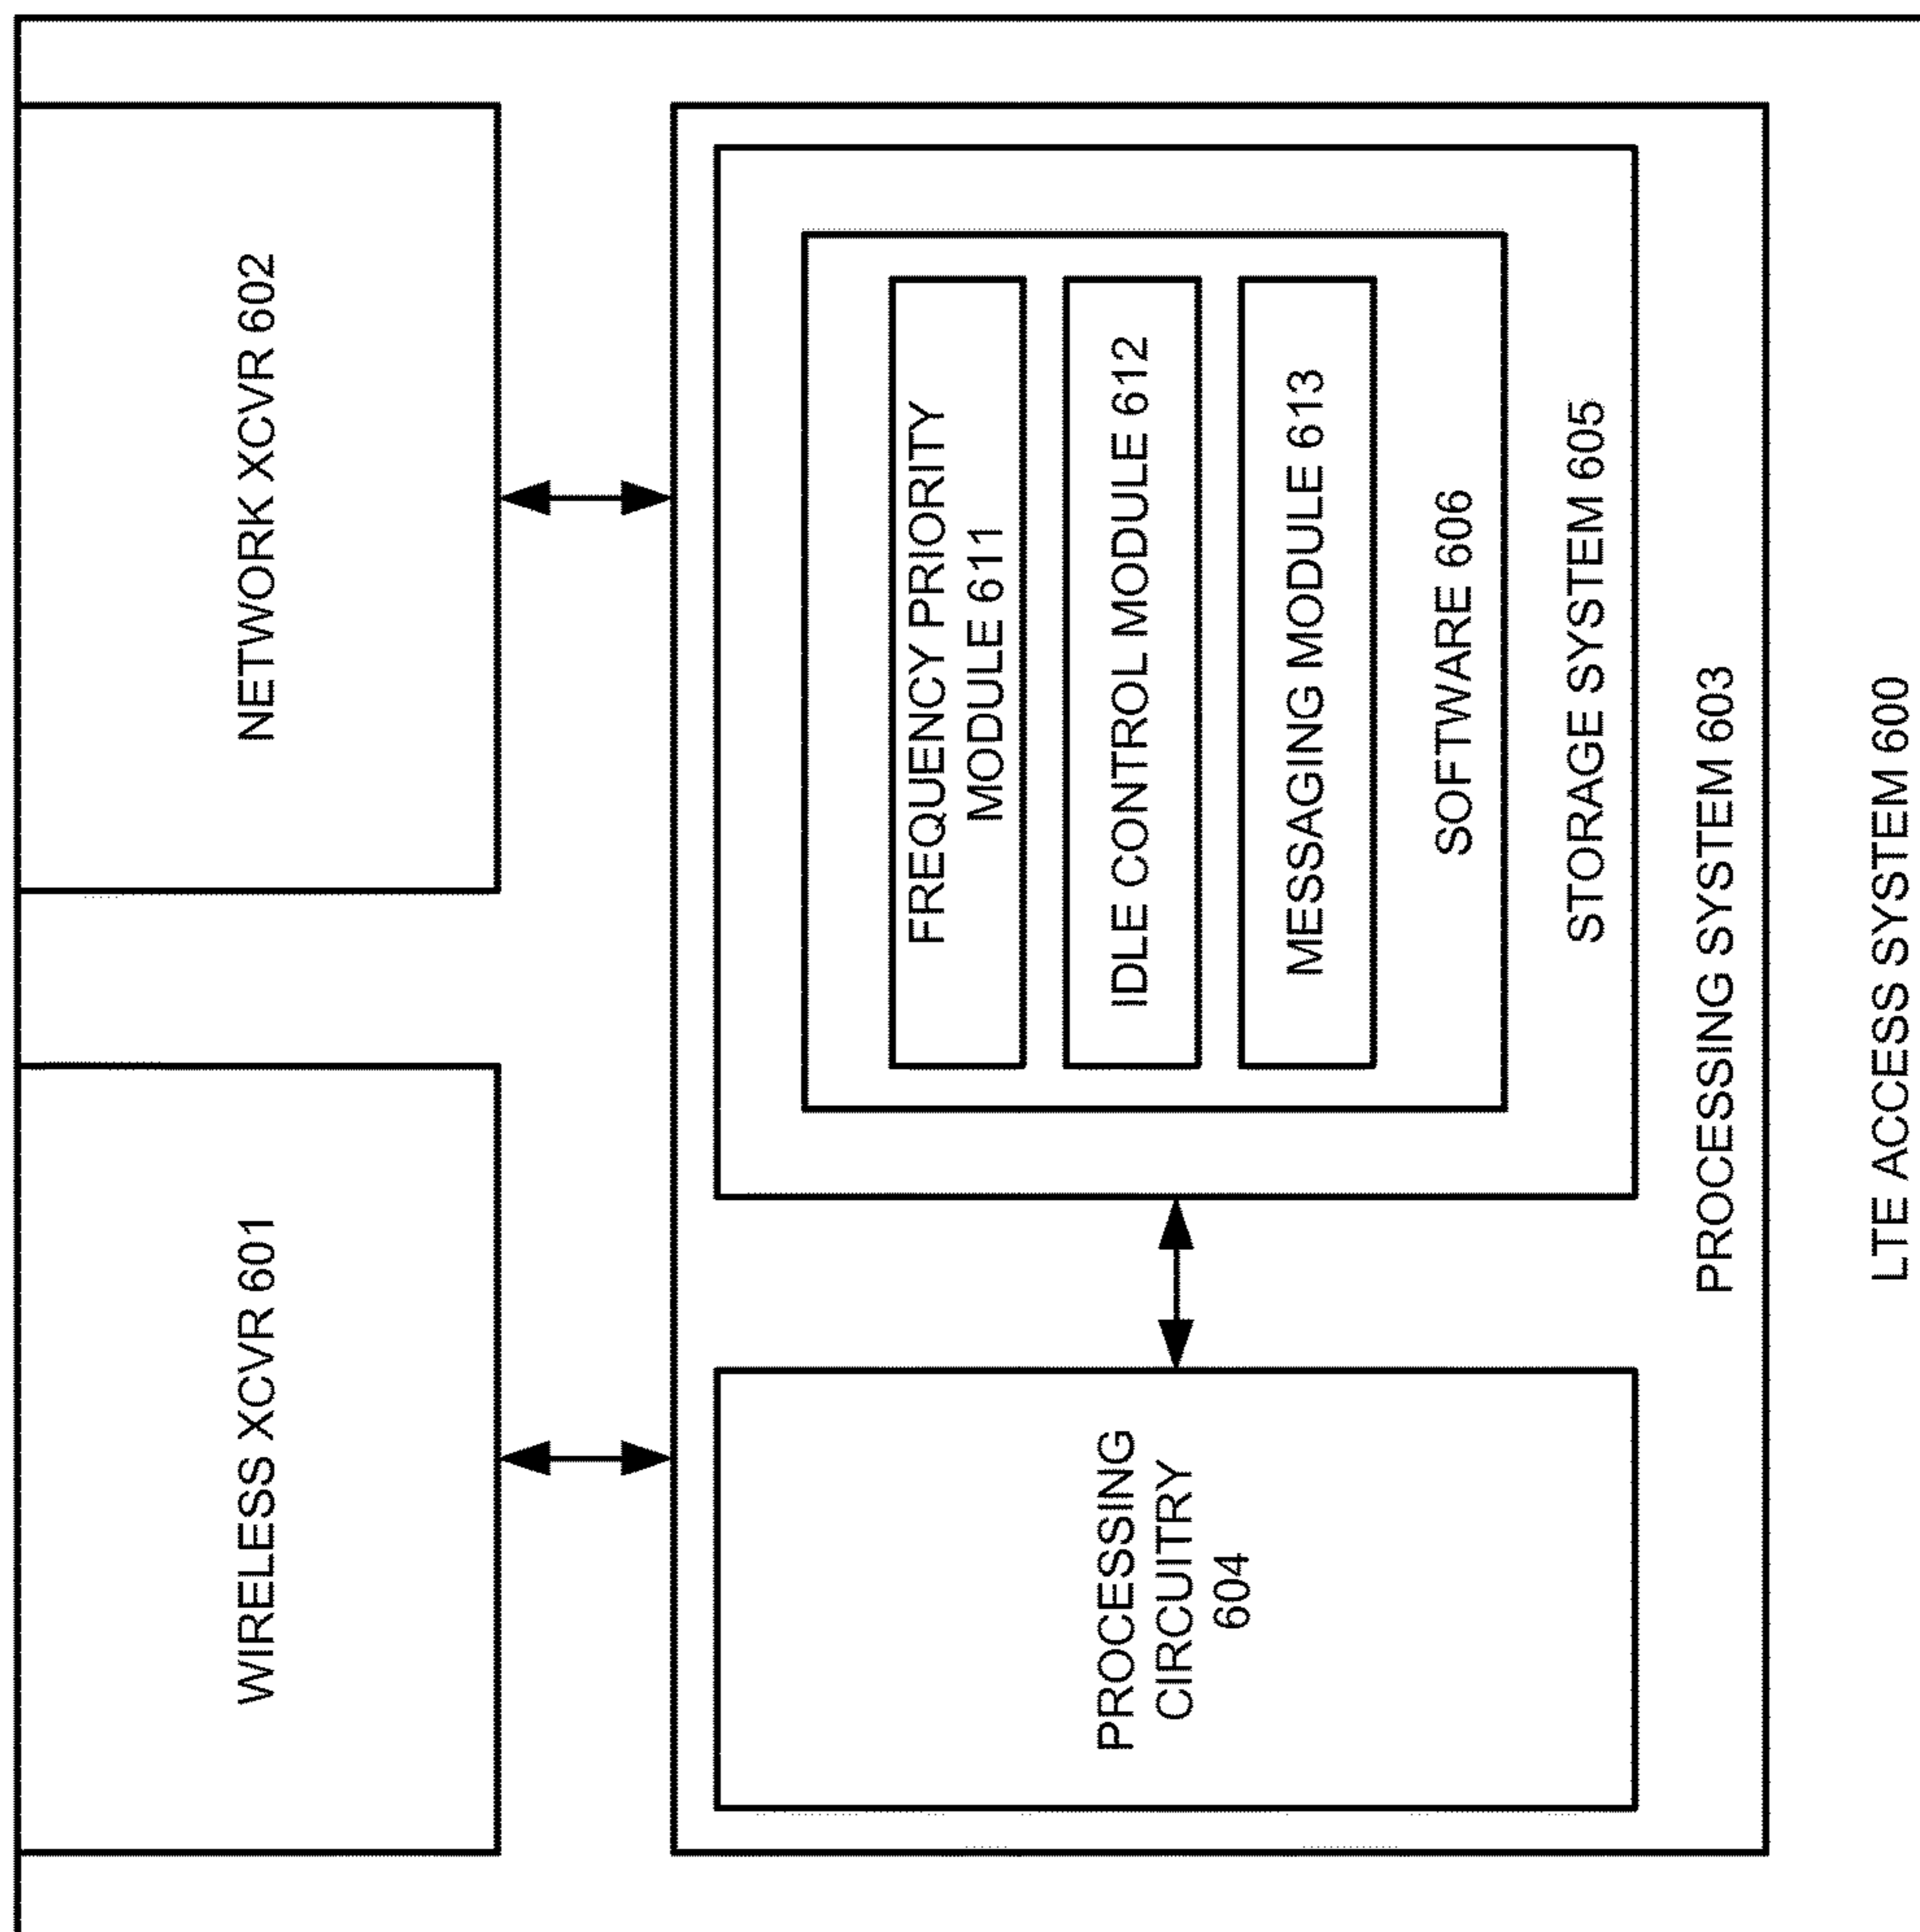 WIRELESS XCVR 601
NETWORK XCVR 602
PROCESSING
CIRCUITRY
604
FREQUENCY PRIORITY
MODULE 611
IDLE CONTROL MODULE 612
MESSAGING MODULE 613
SOFTWARE 606
STORAGE SYSTEM 605
PROCESSING SYSTEM 603
LTE ACCESS SYSTEM 600